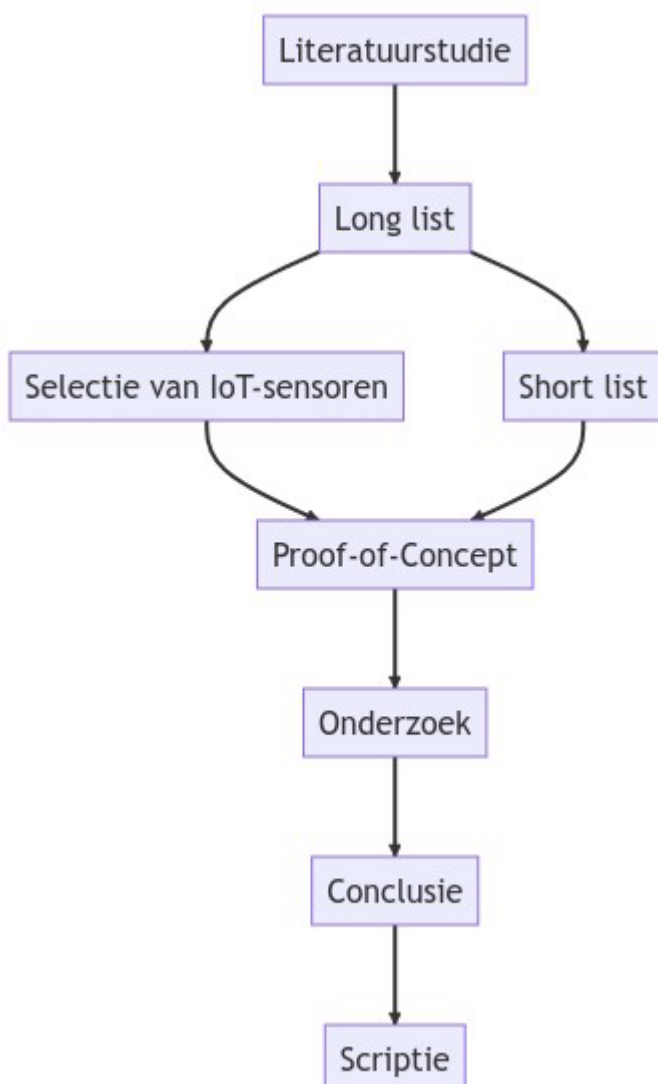 Literatuurstudie
Long list
Selectie van IoT-sensoren
Short list
Proof-of-Concept
Onderzoek
Conclusie
Scriptie